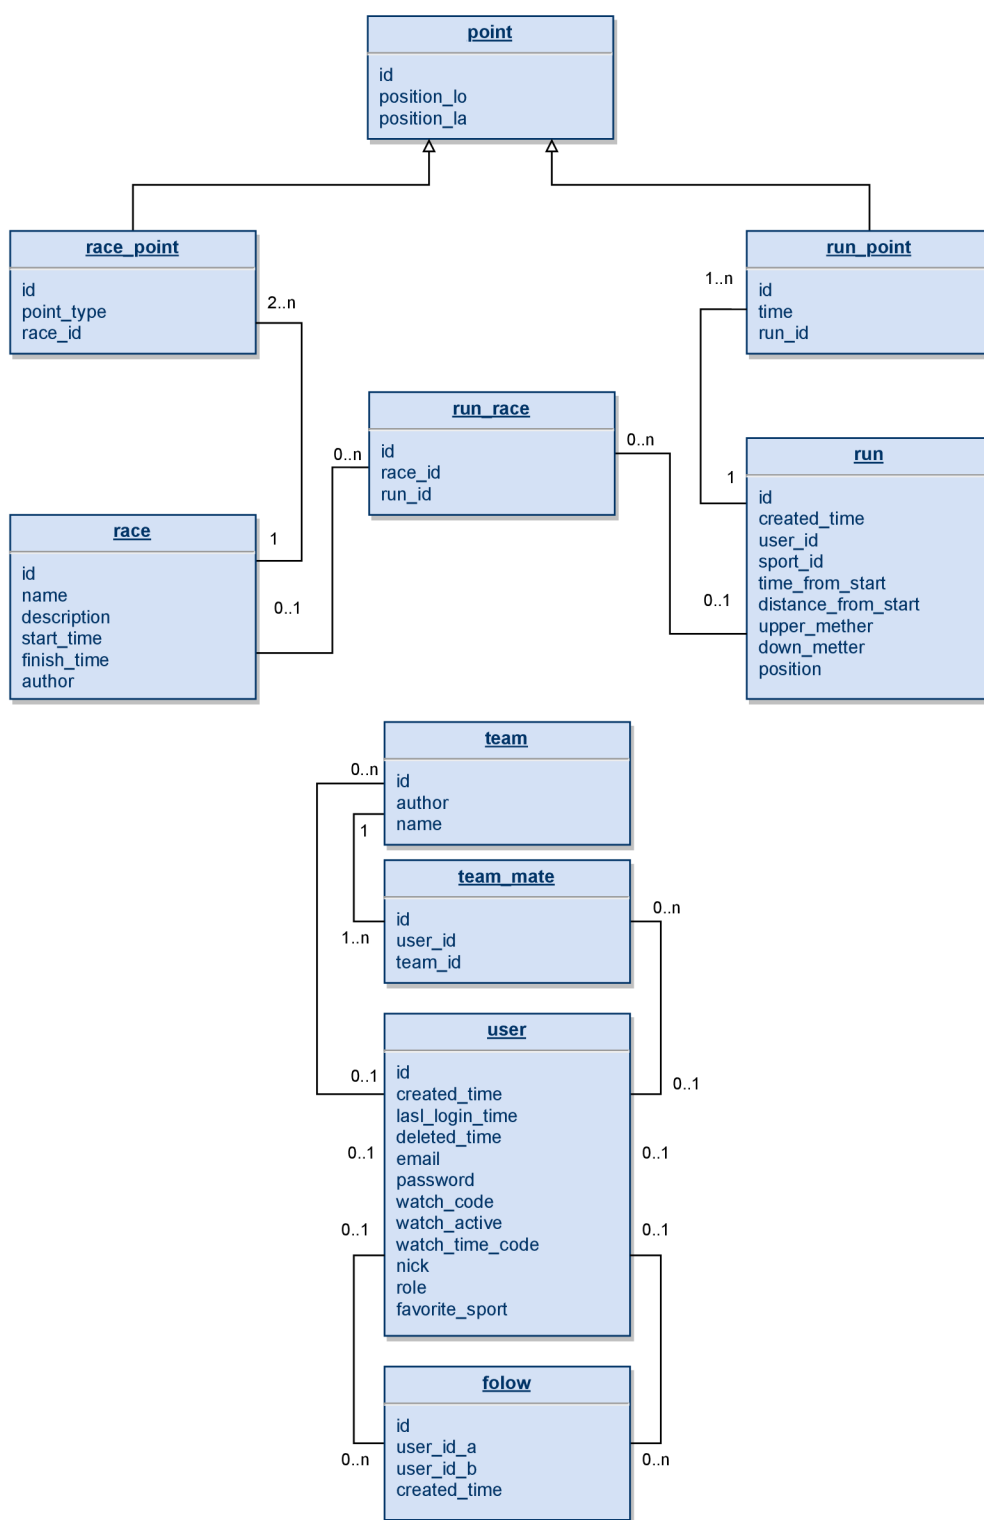 point
id
position_lo
position_la
race_point
id
point_type
race_id
2..n
run_point
id
time
run_id
1..n
run_race
id
race_id
run_id
0..n
0..n
race
id
name
description
start_time
finish_time
author
1
0..1
run
id
created_time
user_id
sport_id
time_from_start
distance_from_start
upper_mether
down_metter
position
1
0..1
team
id
author
name
0..n
1
team_mate
id
user_id
team_id
1..n
0..n
user
id
created_time
lasl_login_time
deleted_time
email
password
watch_code
watch_active
watch_time_code
nick
role
favorite_sport
0..1
0..1
0..1
0..1
0..1
0..1
folow
id
user_id_a
user_id_b
created_time
0..n
0..n